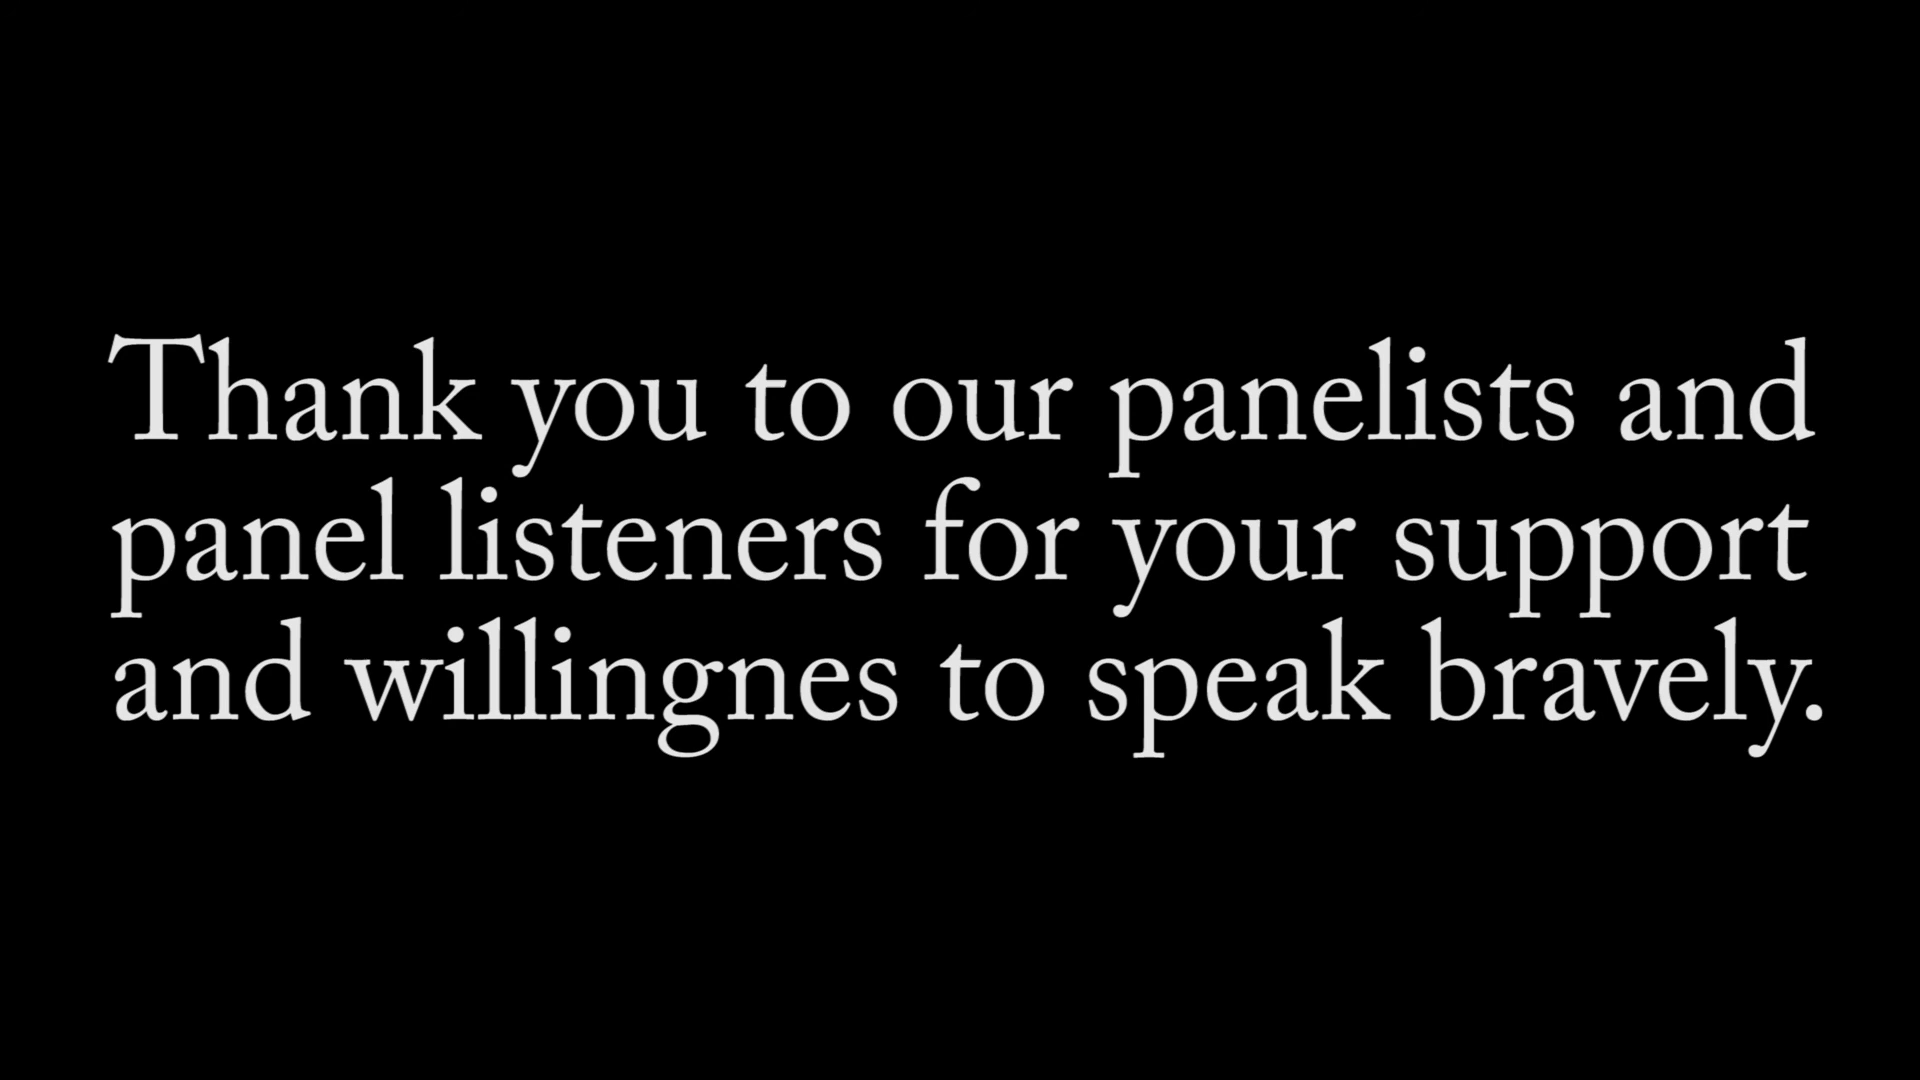 Thank you to our panelists and
panel listeners for your support
and willingnes to speak bravely.